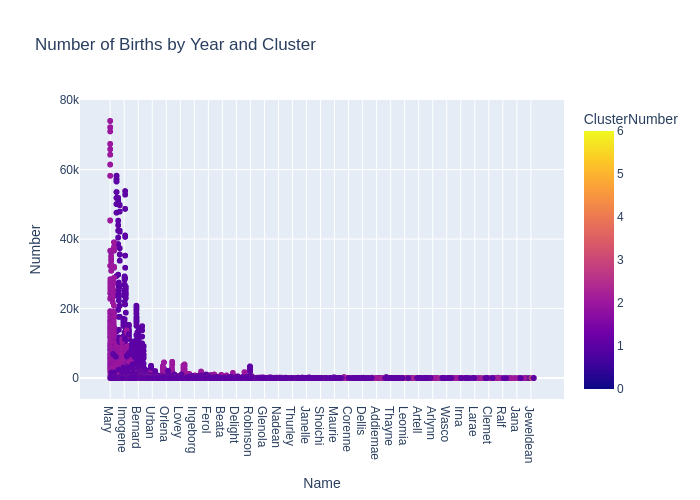 Number of Births by Year and Cluster
ClusterNumber
80k
60k
40k
20k
0
Number
6
5
4
3
2
1
0
Mary
Imogene
Bernard
Urban
Orlena
Lovey
Ingeborg
Ferol
Beata
Delight
Robinson
Glenola
Nadean
Thurley
Janelle
Shoichi
Maurie
Corenne
Dellis
Addiemae
Thayne
Leomia
Artell
Arlynn
Wasco
Irna
Larae
Clemet
Ralf
Jana
Jeweldean
Name